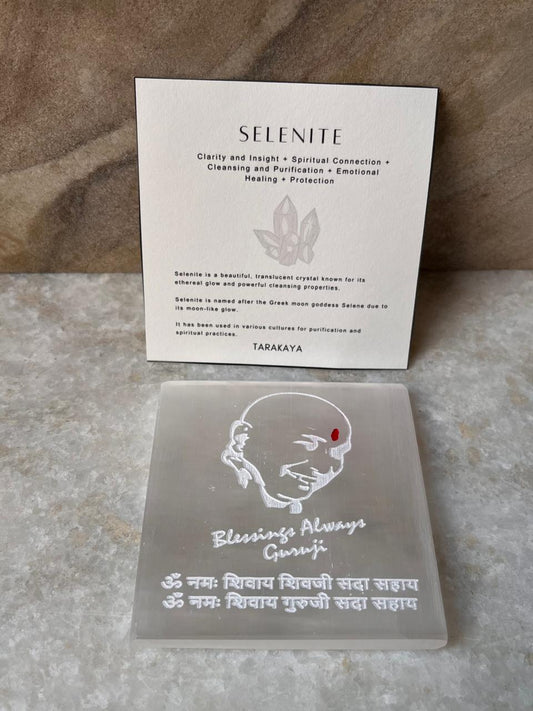 SELENITE
Clarity and Insight + Spiritual Connection +
Cleansing and Purification + Emotional
Healing + Protection
Selenite is a beautiful, translucent crystal known for its
ethereal glow and powerful cleansing properties.
Selenite is named after the Greek moon goddess Selene due to
its moon-like glow.
It has been used in various cultures for purification and
spiritual practices.
TARAKAYA
Blessings Always
Guruji
ॐ नमः शिवाय शिवजी सदा सहाय
ॐ नमः शिवाय गुरुजी सदा सहाय